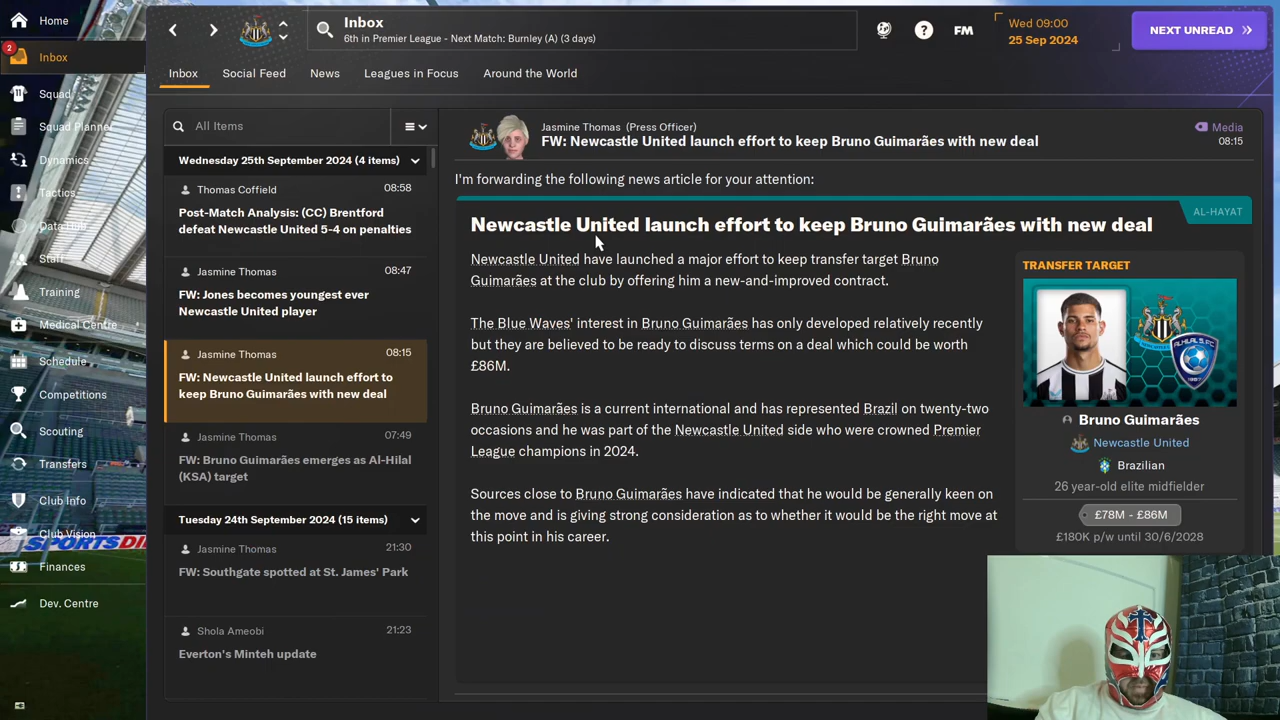 Home
2
Inbox
Squad
Squad Planner
Dynamics
Tactics
Data Hub
Staff
Training
Medical Centre
Schedule
Competitions
Scouting
Transfers
Club Info
Club Vision
Finances
Dev. Centre
Inbox
6th in Premier League - Next Match: Burnley (A) (3 days)
?
FM
Wed 09:00
25 Sep 2024
NEXT UNREAD
Inbox
Social Feed
News
Leagues in Focus
Around the World
All Items
Wednesday 25th September 2024 (4 items)
Thomas Coffield
08:58
Post-Match Analysis: (CC) Brentford
defeat Newcastle United 5-4 on penalties
Jasmine Thomas
08:47
FW: Jones becomes youngest ever
Newcastle United player
Jasmine Thomas
08:15
FW: Newcastle United launch effort to
keep Bruno Guimarães with new deal
Jasmine Thomas
07:49
FW: Bruno Guimarães emerges as Al-Hilal
(KSA) target
Tuesday 24th September 2024 (15 items)
Jasmine Thomas
21:30
FW: Southgate spotted at St. James' Park
Shola Ameobi
21:23
Everton's Minteh update
Jasmine Thomas (Press Officer)
FW: Newcastle United launch effort to keep Bruno Guimarães with new deal
Media
08:15
I'm forwarding the following news article for your attention:
AL-HAYAT
Newcastle United launch effort to keep Bruno Guimarães with new deal
Newcastle United have launched a major effort to keep transfer target Bruno
Guimarães at the club by offering him a new-and-improved contract.
The Blue Waves' interest in Bruno Guimarães has only developed relatively recently
but they are believed to be ready to discuss terms on a deal which could be worth
£86M.
Bruno Guimarães is a current international and has represented Brazil on twenty-two
occasions and he was part of the Newcastle United side who were crowned Premier
League champions in 2024.
Sources close to Bruno Guimarães have indicated that he would be generally keen on
the move and is giving strong consideration as to whether it would be the right move at
this point in his career.
TRANSFER TARGET
Bruno Guimarães
Newcastle United
Brazilian
26 year-old elite midfielder
£78M - £86M
£180K p/w until 30/6/2028